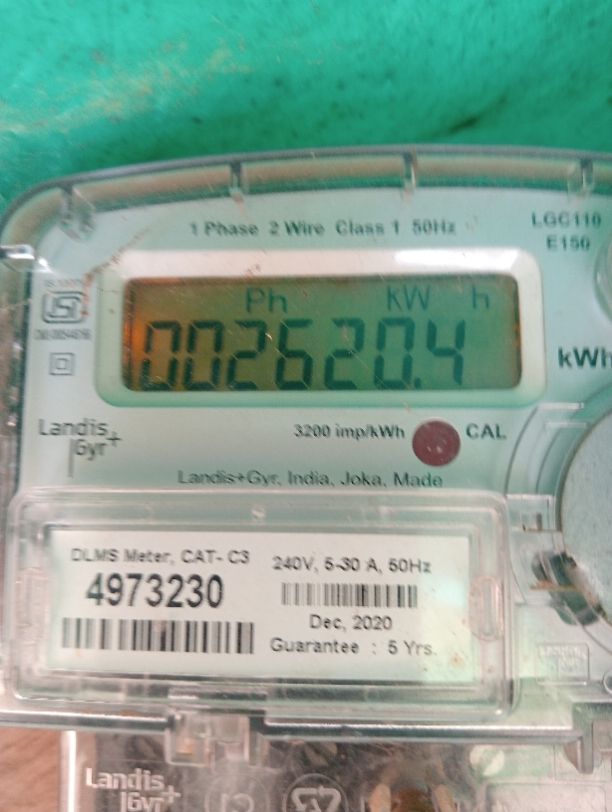 1 Phase 2 Wire Class 1 50Hz
LGC110
E150
ISI
Ph kW h
002620.4
kWh
Landis
Gyr+
3200 imp/kWh
CAL
Landis+Gyr, India, Joka, Made
DLMS Meter, CAT- C3
4973230
240V, 5-30 A, 50Hz
Dec, 2020
Guarantee : 5 Yrs.
Landis
Gyr+